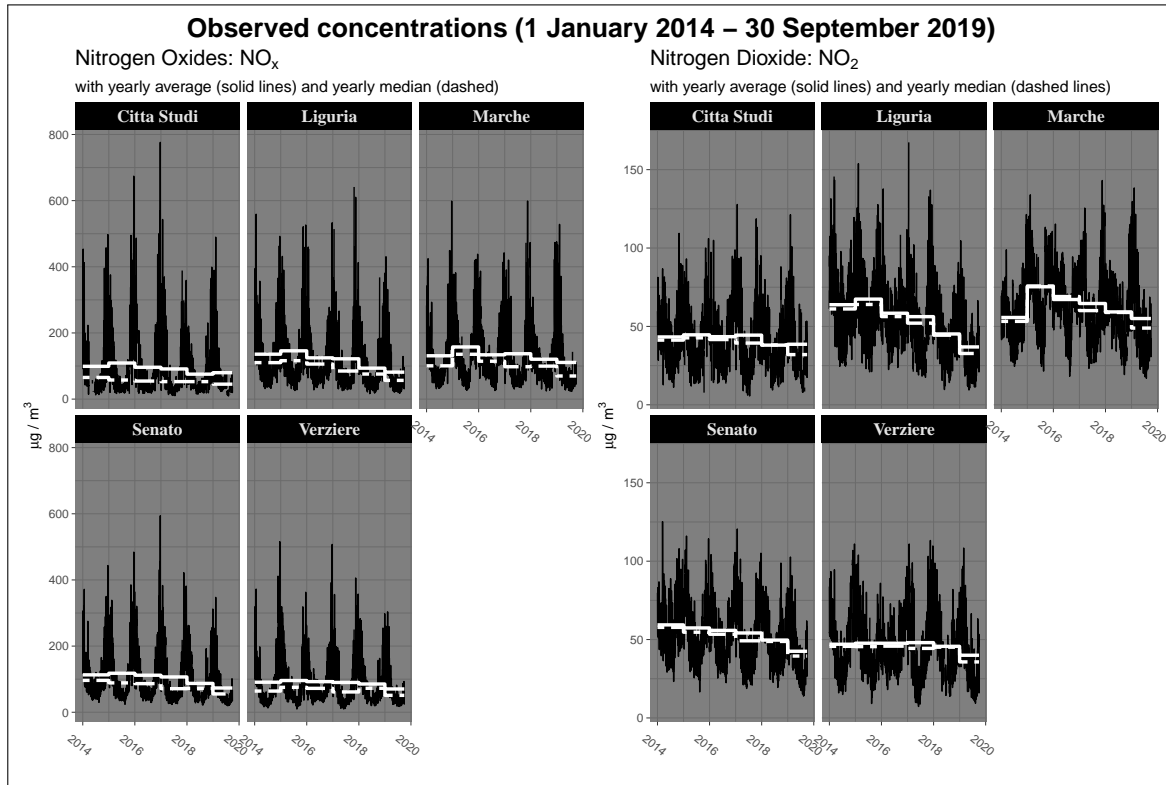 Observed concentrations (1 January 2014 – 30 September 2019)
Nitrogen Oxides: NOx
with yearly average (solid lines) and yearly median (dashed)
Citta Studi Liguria Marche
800
600
400
200
0
Senato Verziere
2014 2016 2018 2020
800
600
400
200
0
2014 2016 2018 2020 2014 2016 2018 2020
µg / m3
Nitrogen Dioxide: NO2
with yearly average (solid lines) and yearly median (dashed lines)
Citta Studi Liguria Marche
150
100
50
0
Senato Verziere
2014 2016 2018 2020
150
100
50
0
2014 2016 2018 2020 2014 2016 2018 2020
µg / m3